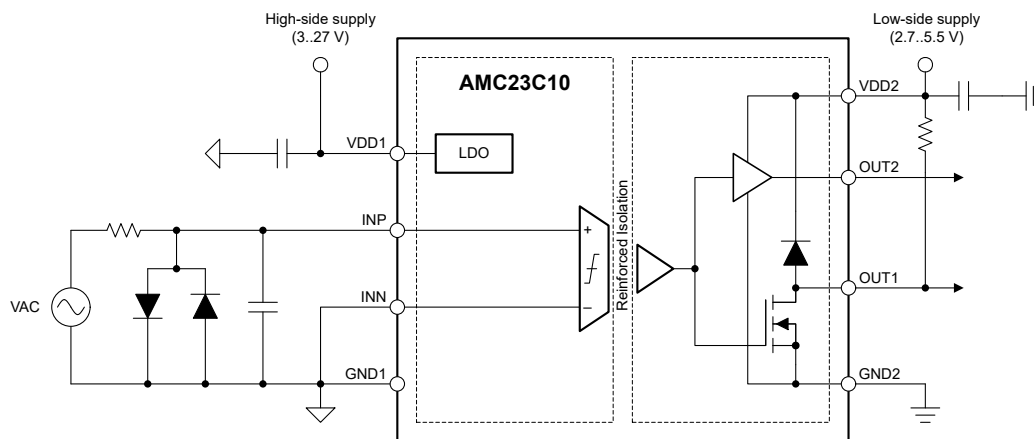 High-side supply
(3..27 V)
Low-side supply
(2.7..5.5 V)
AMC23C10
VDD2
VDD1
LDO
OUT2
INP
+
Reinforced Isolation
VAC
INN
–
OUT1
GND1
GND2